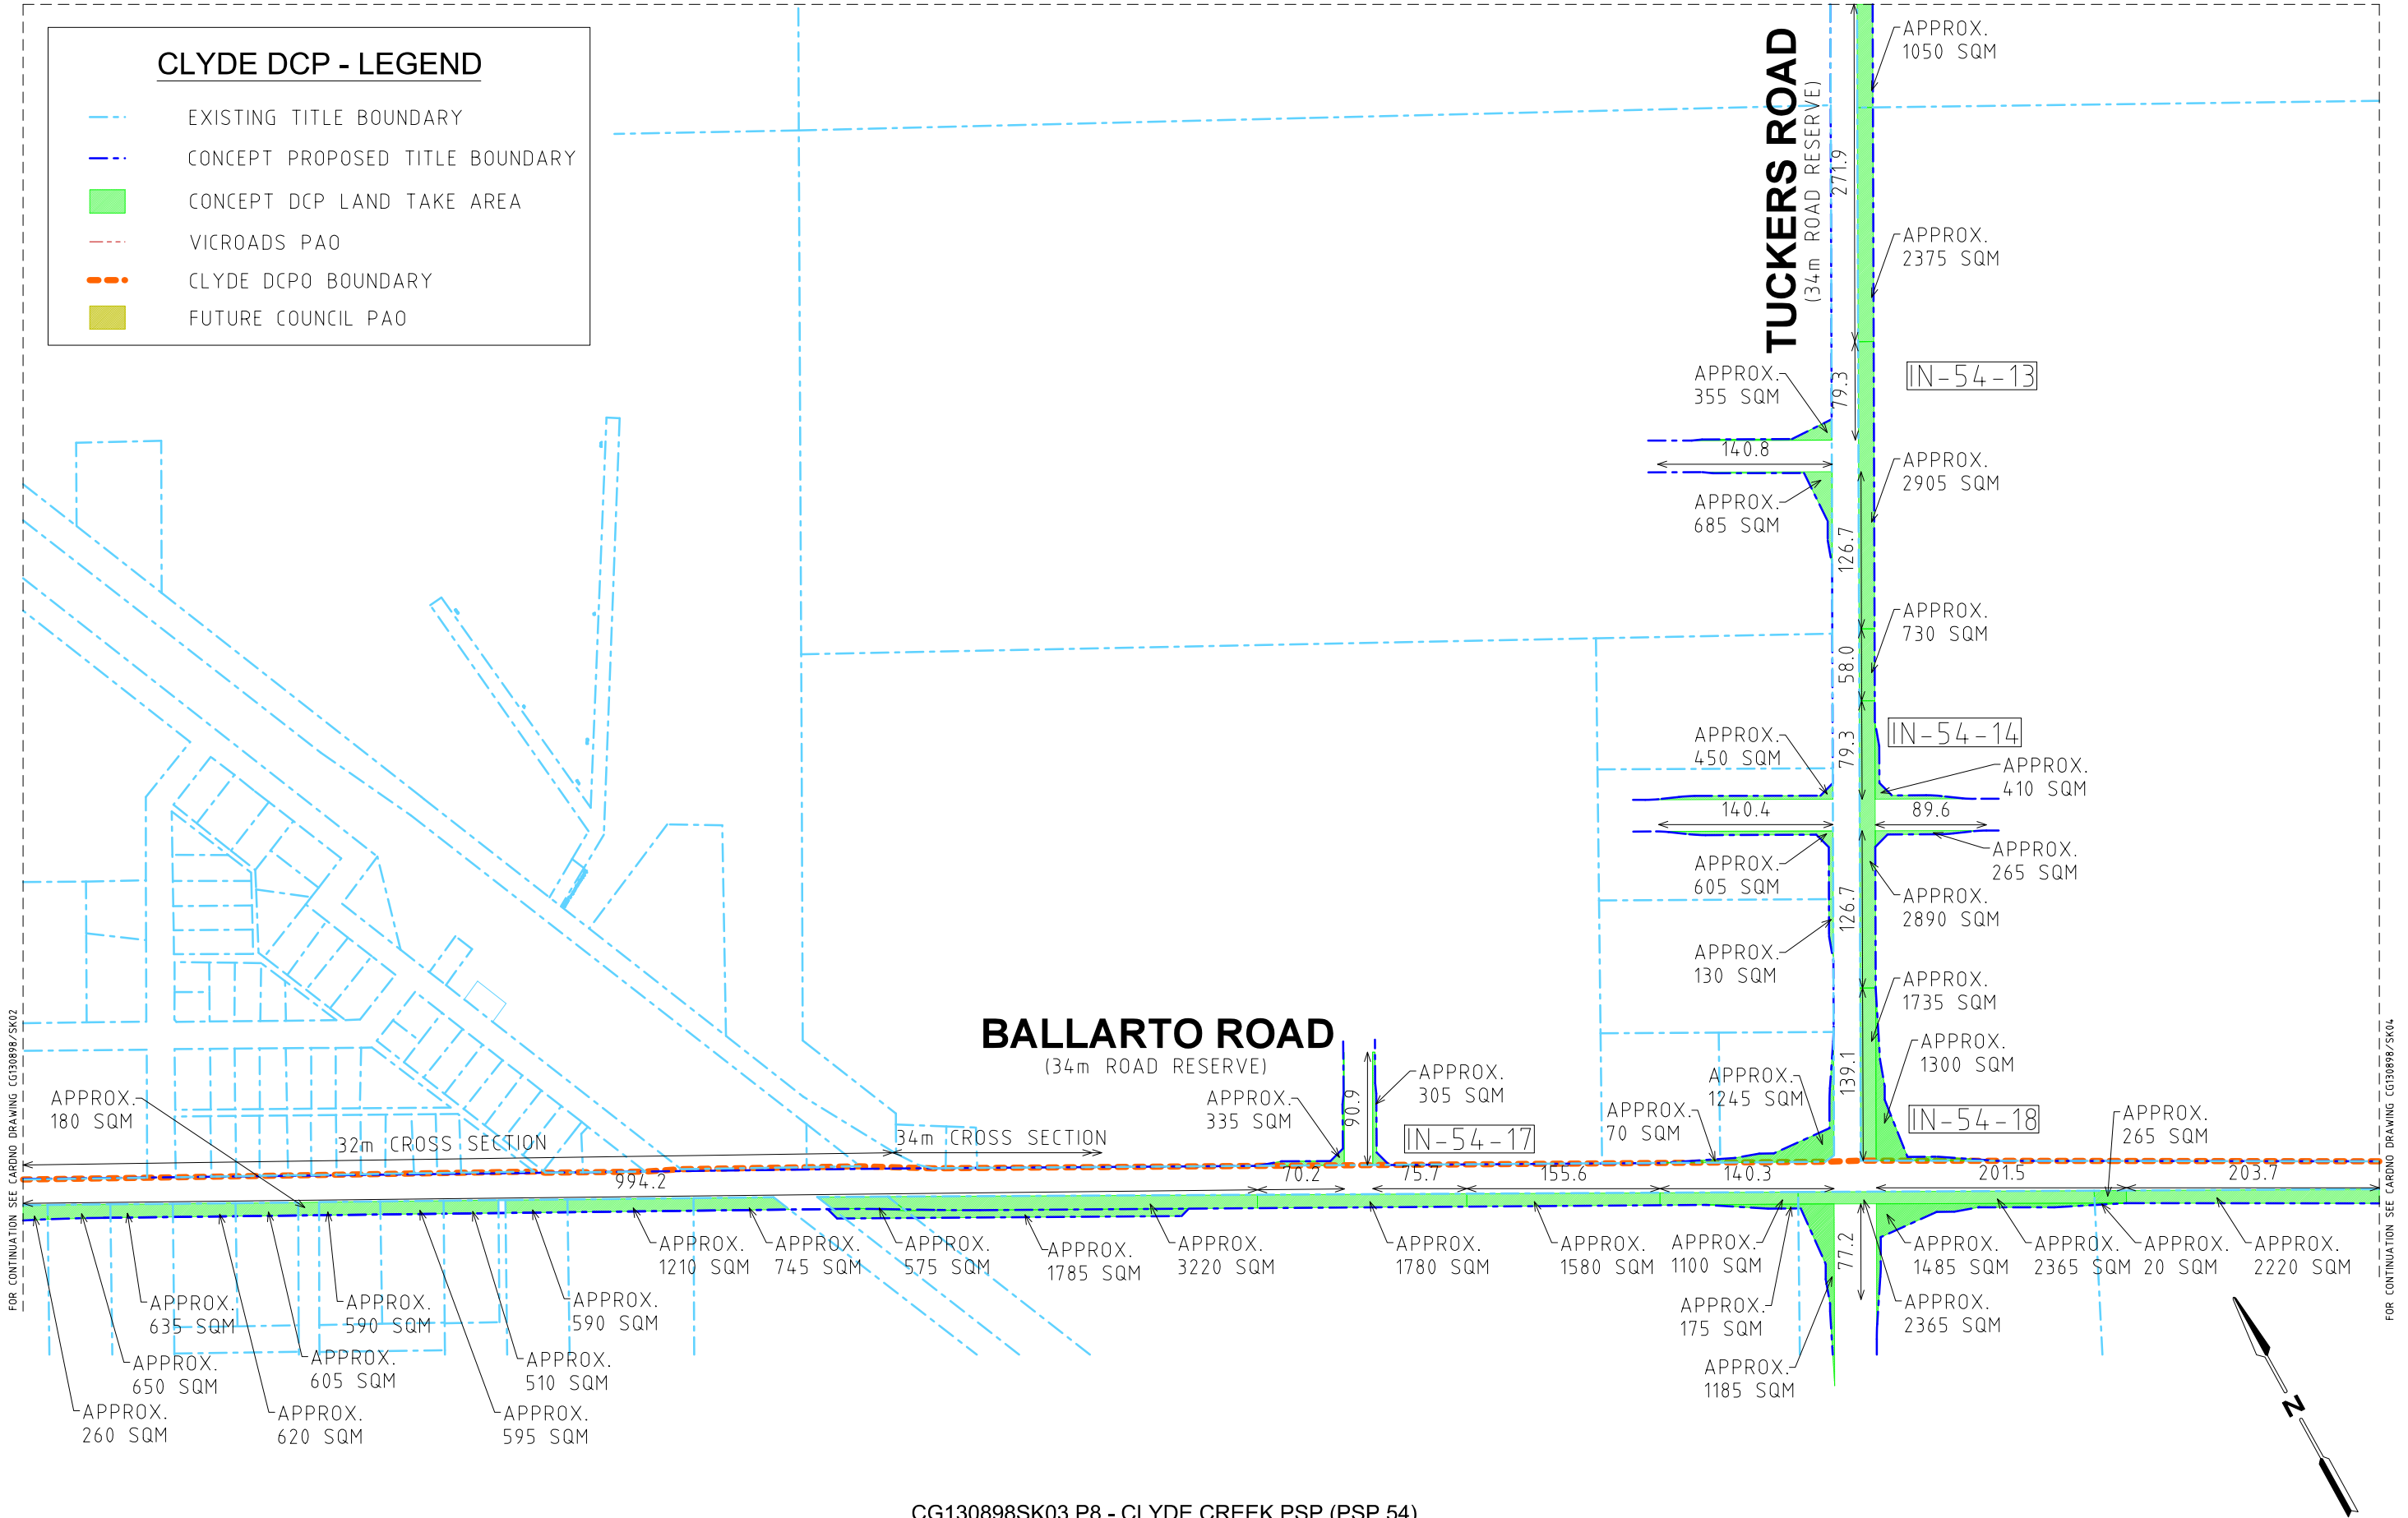 CLYDE DCP - LEGEND
EXISTING TITLE BOUNDARY
CONCEPT PROPOSED TITLE BOUNDARY
CONCEPT DCP LAND TAKE AREA
VICROADS PAO
CLYDE DCPO BOUNDARY
FUTURE COUNCIL PAO
TUCKERS ROAD
(34m ROAD RESERVE)
APPROX.
1050 SQM
271.9
APPROX.
2375 SQM
79.3
IN-54-13
APPROX.
355 SQM
140.8
APPROX.
2905 SQM
APPROX.
685 SQM
126.7
APPROX.
730 SQM
58.0
IN-54-14
APPROX.
450 SQM
79.3
APPROX.
410 SQM
140.4
89.6
APPROX.
605 SQM
APPROX.
265 SQM
126.7
APPROX.
2890 SQM
APPROX.
130 SQM
APPROX.
1735 SQM
BALLARTO ROAD
(34m ROAD RESERVE)
APPROX.
1300 SQM
139.1
APPROX.
1245 SQM
APPROX.
305 SQM
90.9
APPROX.
335 SQM
APPROX.
70 SQM
IN-54-17
IN-54-18
APPROX.
265 SQM
APPROX.
180 SQM
32m CROSS SECTION
34m CROSS SECTION
994.2
70.2
75.7
155.6
140.3
201.5
203.7
77.2
APPROX.
1210 SQM
APPROX.
745 SQM
APPROX.
575 SQM
APPROX.
1785 SQM
APPROX.
3220 SQM
APPROX.
1780 SQM
APPROX.
1580 SQM
APPROX.
1100 SQM
APPROX.
1485 SQM
APPROX.
2365 SQM
APPROX.
20 SQM
APPROX.
2220 SQM
APPROX.
635 SQM
APPROX.
590 SQM
APPROX.
590 SQM
APPROX.
175 SQM
APPROX.
2365 SQM
APPROX.
650 SQM
APPROX.
605 SQM
APPROX.
510 SQM
APPROX.
1185 SQM
APPROX.
260 SQM
APPROX.
620 SQM
APPROX.
595 SQM
FOR CONTINUATION SEE CARDNO DRAWING CG130898/SK02
FOR CONTINUATION SEE CARDNO DRAWING CG130898/SK04
N
CG130898SK03 P8 - CLYDE CREEK PSP (PSP 54)